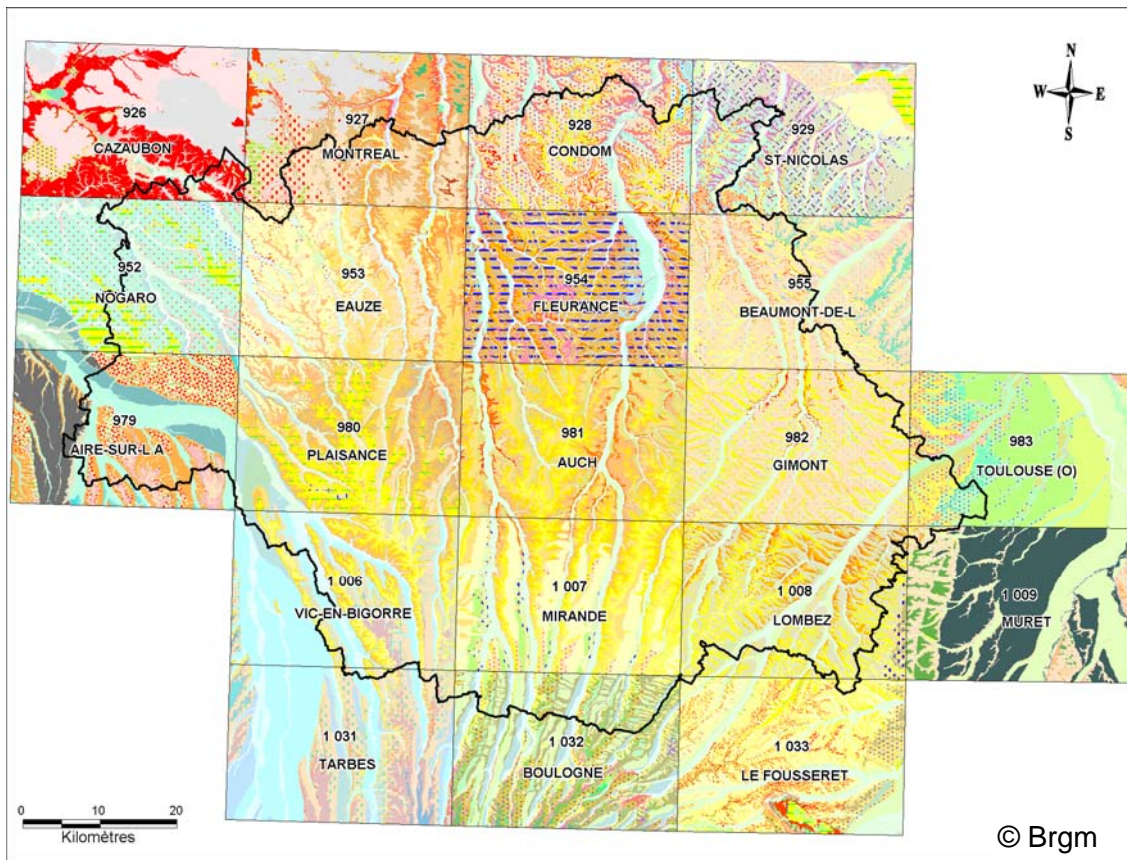 N
W E
S
926
CAZAUBON
927
MONTREAL
928
CONDOM
929
ST-NICOLAS
952
NOGARO
953
EAUZE
954
FLEURANCE
955
BEAUMONT-DE-L
979
AIRE-SUR-L A
980
PLAISANCE
981
AUCH
982
GIMONT
983
TOULOUSE (O)
1 006
VIC-EN-BIGORRE
1 007
MIRANDE
1 008
LOMBEZ
1 009
MURET
1 031
TARBES
1 032
BOULOGNE
1 033
LE FOUSSERET
0 10 20
Kilomètres
© Brgm